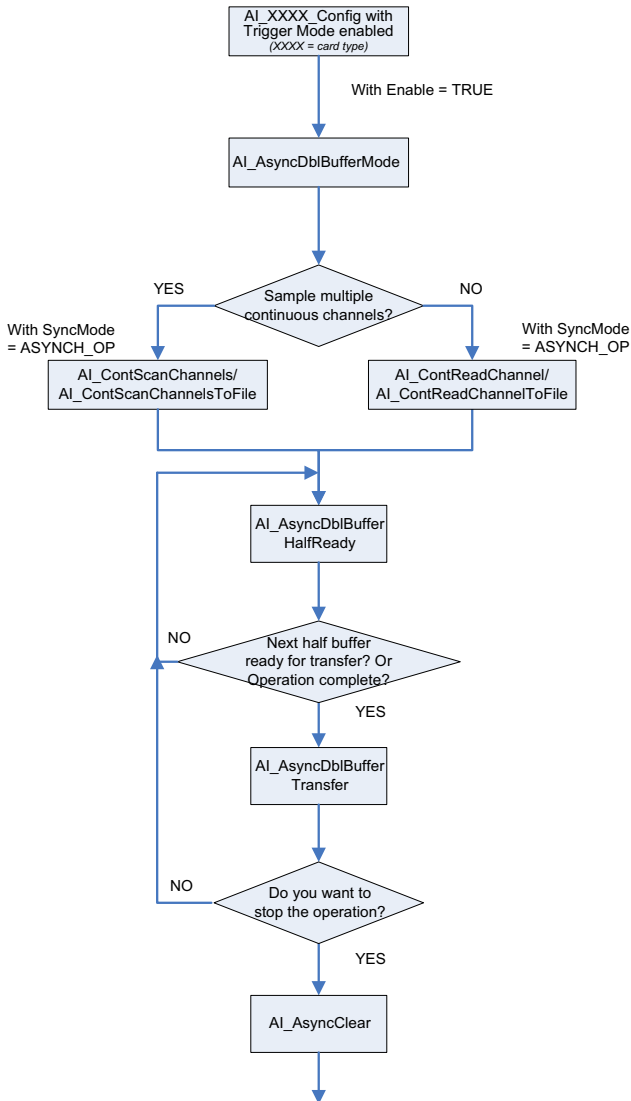 AI_XXXX_Config with
Trigger Mode enabled
(XXXX = card type)
With Enable = TRUE
AI_AsyncDblBufferMode
YES
NO
Sample multiple
continuous channels?
With SyncMode
= ASYNCH_OP
With SyncMode
= ASYNCH_OP
AI_ContScanChannels/
AI_ContScanChannelsToFile
AI_ContReadChannel/
AI_ContReadChannelToFile
AI_AsyncDblBuffer
HalfReady
NO
Next half buffer
ready for transfer? Or
Operation complete?
YES
AI_AsyncDblBuffer
Transfer
NO
Do you want to
stop the operation?
YES
AI_AsyncClear